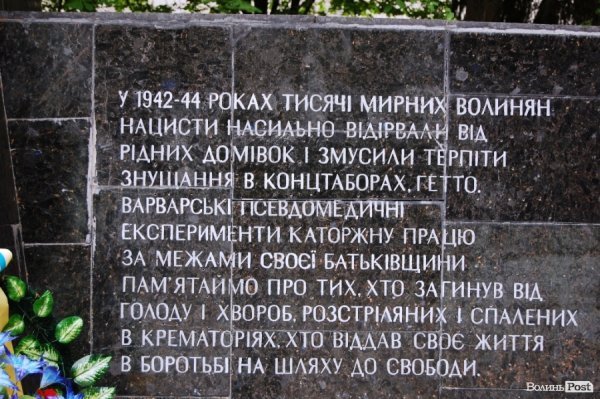 У 1942-44 РОКАХ ТИСЯЧІ МИРНИХ ВОЛИНЯН
НАЦИСТИ НАСИЛЬНО ВІДІРВАЛИ ВІД
РІДНИХ ДОМІВОК І ЗМУСИЛИ ТЕРПІТИ
ЗНУЩАННЯ В КОНЦТАБОРАХ, ГЕТТО.
ВАРВАРСЬКІ ПСЕВДОМЕДИЧНІ
ЕКСПЕРИМЕНТИ КАТОРЖНУ ПРАЦЮ
ЗА МЕЖАМИ СВОЄЇ БАТЬКІВЩИНИ
ПАМ'ЯТАЙМО ПРО ТИХ, ХТО ЗАГИНУВ ВІД
ГОЛОДУ І ХВОРОБ, РОЗСТРІЛЯНИХ І СПАЛЕНИХ
В КРЕМАТОРІЯХ, ХТО ВІДДАВ СВОЄ ЖИТТЯ
В БОРОТЬБІ НА ШЛЯХУ ДО СВОБОДИ.
ВолиньPost